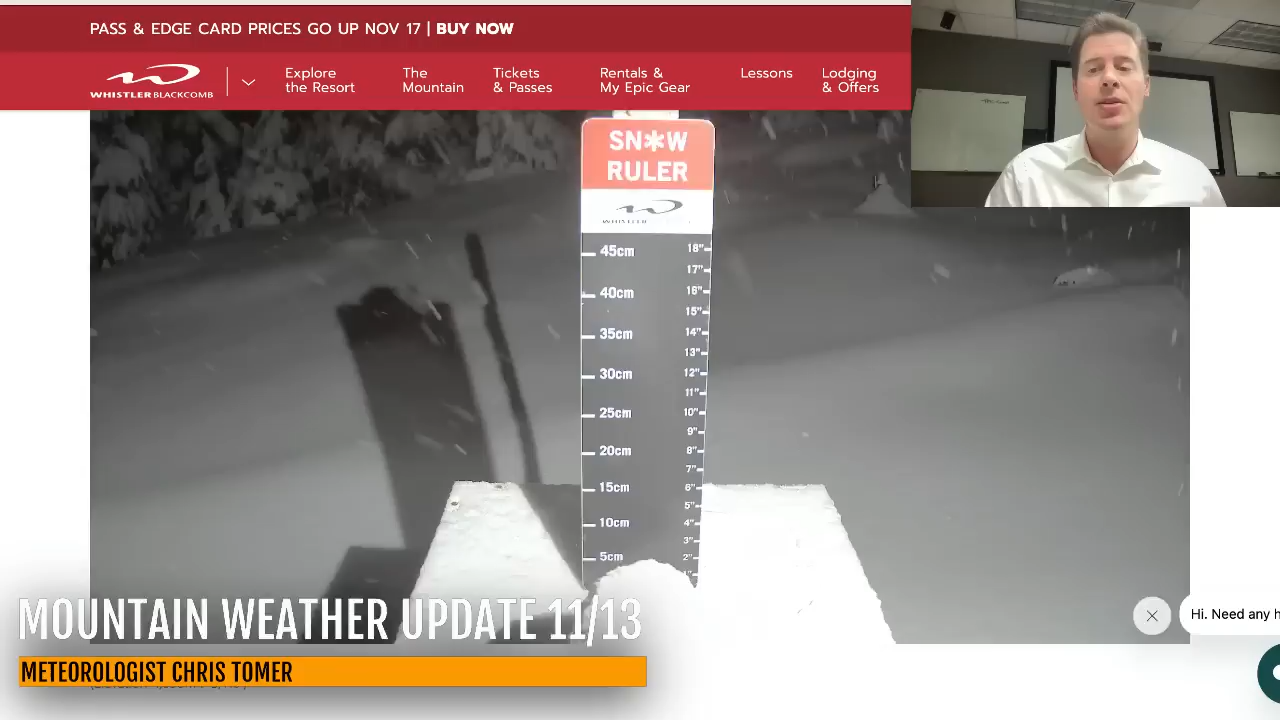 PASS & EDGE CARD PRICES GO UP NOV 17 | BUY NOW
WHISTLERBLACKCOMB
Explore
the Resort
The
Mountain
Tickets
& Passes
Rentals &
My Epic Gear
Lessons
Lodging
& Offers
SN*W
RULER
WHISTLER
45cm
18"
17"
40cm
16"
15"
35cm
14"
13"
30cm
12"
11"
25cm
10"
9"
20cm
8"
7"
15cm
6"
5"
10cm
4"
3"
5cm
2"
1"
MOUNTAIN WEATHER UPDATE 11/13
METEOROLOGIST CHRIS TOMER
Hi. Need any h